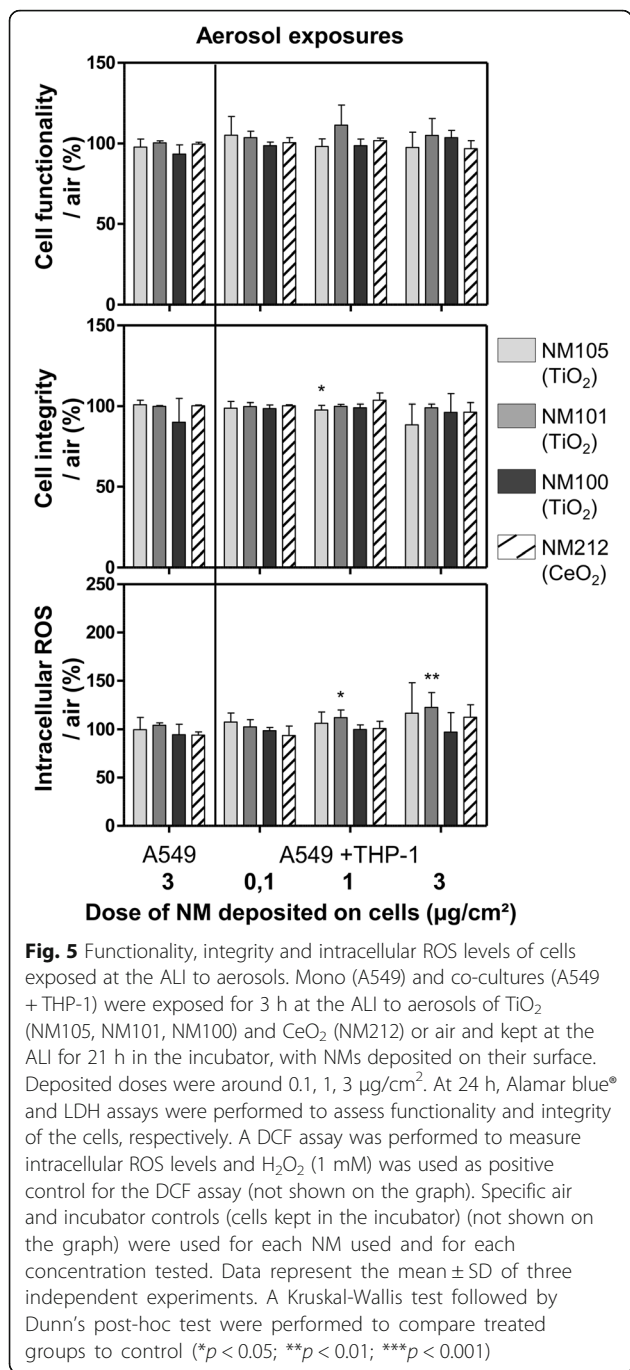 Aerosol exposures
Cell functionality
/ air (%)
150
100
50
0
Cell integrity
/ air (%)
150
100
50
0
Intracellular ROS
/ air (%)
250
200
150
100
50
0
*
*
**
NM105
(TiO₂)
NM101
(TiO₂)
NM100
(TiO₂)
NM212
(CeO₂)
A549 A549 +THP-1
3 0,1 1 3
Dose of NM deposited on cells (µg/cm²)
Fig. 5 Functionality, integrity and intracellular ROS levels of cells
exposed at the ALI to aerosols. Mono (A549) and co-cultures (A549
+ THP-1) were exposed for 3 h at the ALI to aerosols of TiO₂
(NM105, NM101, NM100) and CeO₂ (NM212) or air and kept at the
ALI for 21 h in the incubator, with NMs deposited on their surface.
Deposited doses were around 0.1, 1, 3 μg/cm². At 24 h, Alamar blue®
and LDH assays were performed to assess functionality and integrity
of the cells, respectively. A DCF assay was performed to measure
intracellular ROS levels and H₂O₂ (1 mM) was used as positive
control for the DCF assay (not shown on the graph). Specific air
and incubator controls (cells kept in the incubator) (not shown on
the graph) were used for each NM used and for each
concentration tested. Data represent the mean ± SD of three
independent experiments. A Kruskal-Wallis test followed by
Dunn's post-hoc test were performed to compare treated
groups to control (*p < 0.05; **p < 0.01; ***p < 0.001)